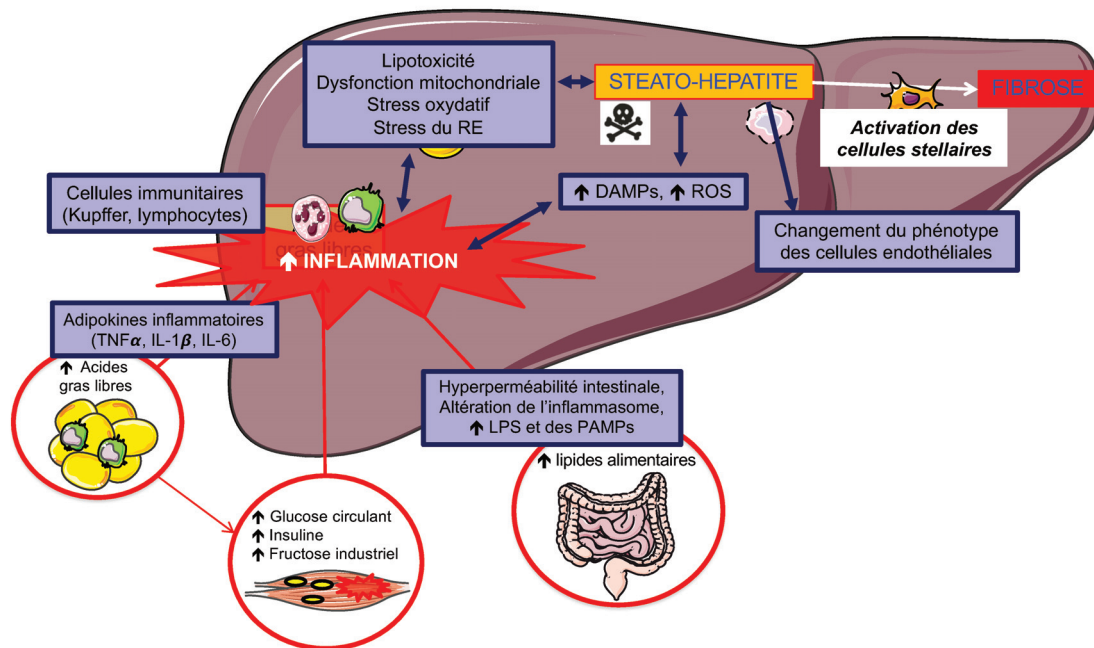 Lipotoxicité
Dysfonction mitochondriale
Stress oxydatif
Stress du RE
STEATO-HEPATITE
FIBROSE
Activation des
cellules stellaires
Cellules immunitaires
(Kupffer, lymphocytes)
gras libres
↑ INFLAMMATION
↑ DAMPs, ↑ ROS
Changement du phénotype
des cellules endothéliales
Adipokines inflammatoires
(TNFα, IL-1β, IL-6)
↑ Acides
gras libres
Hyperperméabilité intestinale,
Altération de l'inflammasome,
↑ LPS et des PAMPs
↑ lipides alimentaires
↑ Glucose circulant
↑ Insuline
↑ Fructose industriel